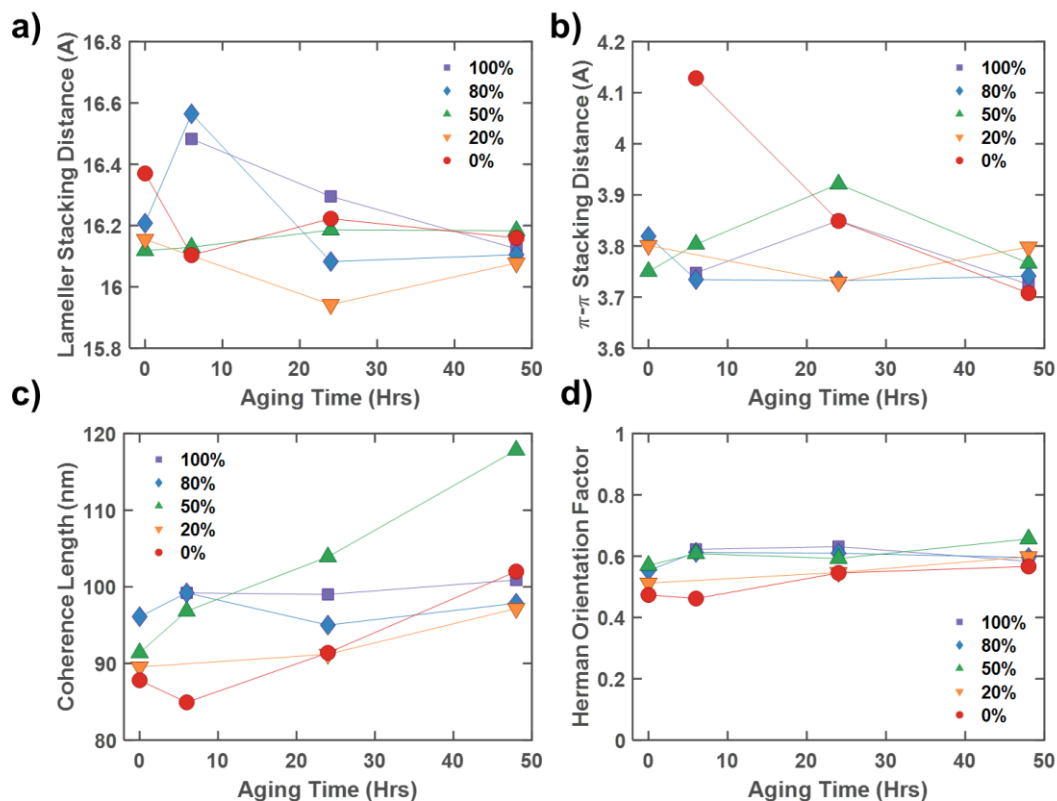 a)
16.8
16.6
16.4
16.2
16
15.8
Lameller Stacking Distance (A)
100%
80%
50%
20%
0%
0 10 20 30 40 50
Aging Time (Hrs)
b)
4.2
4.1
4
3.9
3.8
3.7
3.6
π-π Stacking Distance (A)
100%
80%
50%
20%
0%
0 10 20 30 40 50
Aging Time (Hrs)
c)
120
110
100
90
80
Coherence Length (nm)
100%
80%
50%
20%
0%
0 10 20 30 40 50
Aging Time (Hrs)
d)
1
0.8
0.6
0.4
0.2
0
Herman Orientation Factor
100%
80%
50%
20%
0%
0 10 20 30 40 50
Aging Time (Hrs)